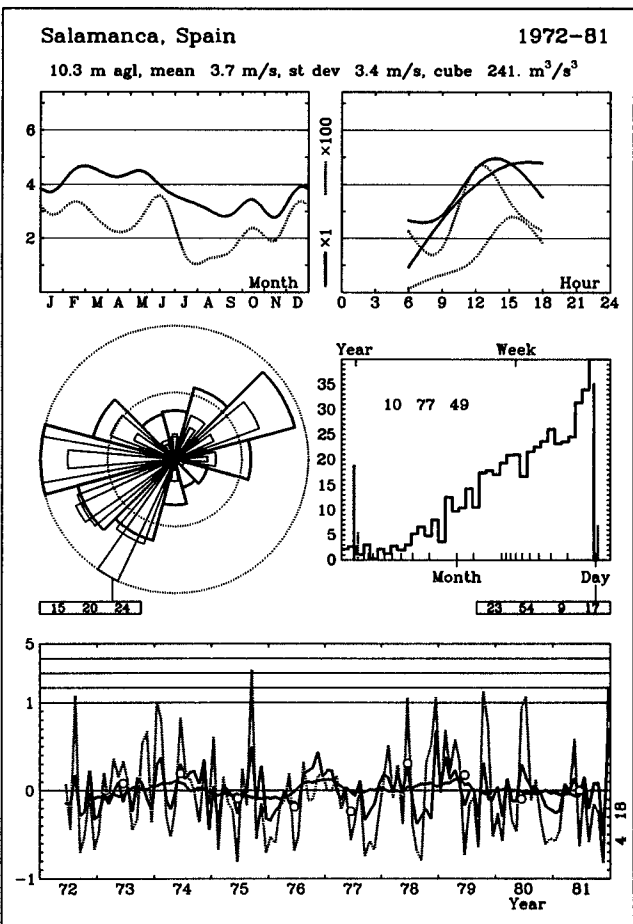 Salamanca, Spain 1972–81
10.3 m agl, mean 3.7 m/s, st dev 3.4 m/s, cube 241. m³/s³
6
4
2
Month
J F M A M J J A S O N D
×1 ×100
Hour
0 3 6 9 12 15 18 21 24
15 20 24
Year Week
35
30
25
20
15
10
5
0
10 77 49
Month Day
23 54 9 17
5
1
0
-1
72 73 74 75 76 77 78 79 80 81
Year
4 18